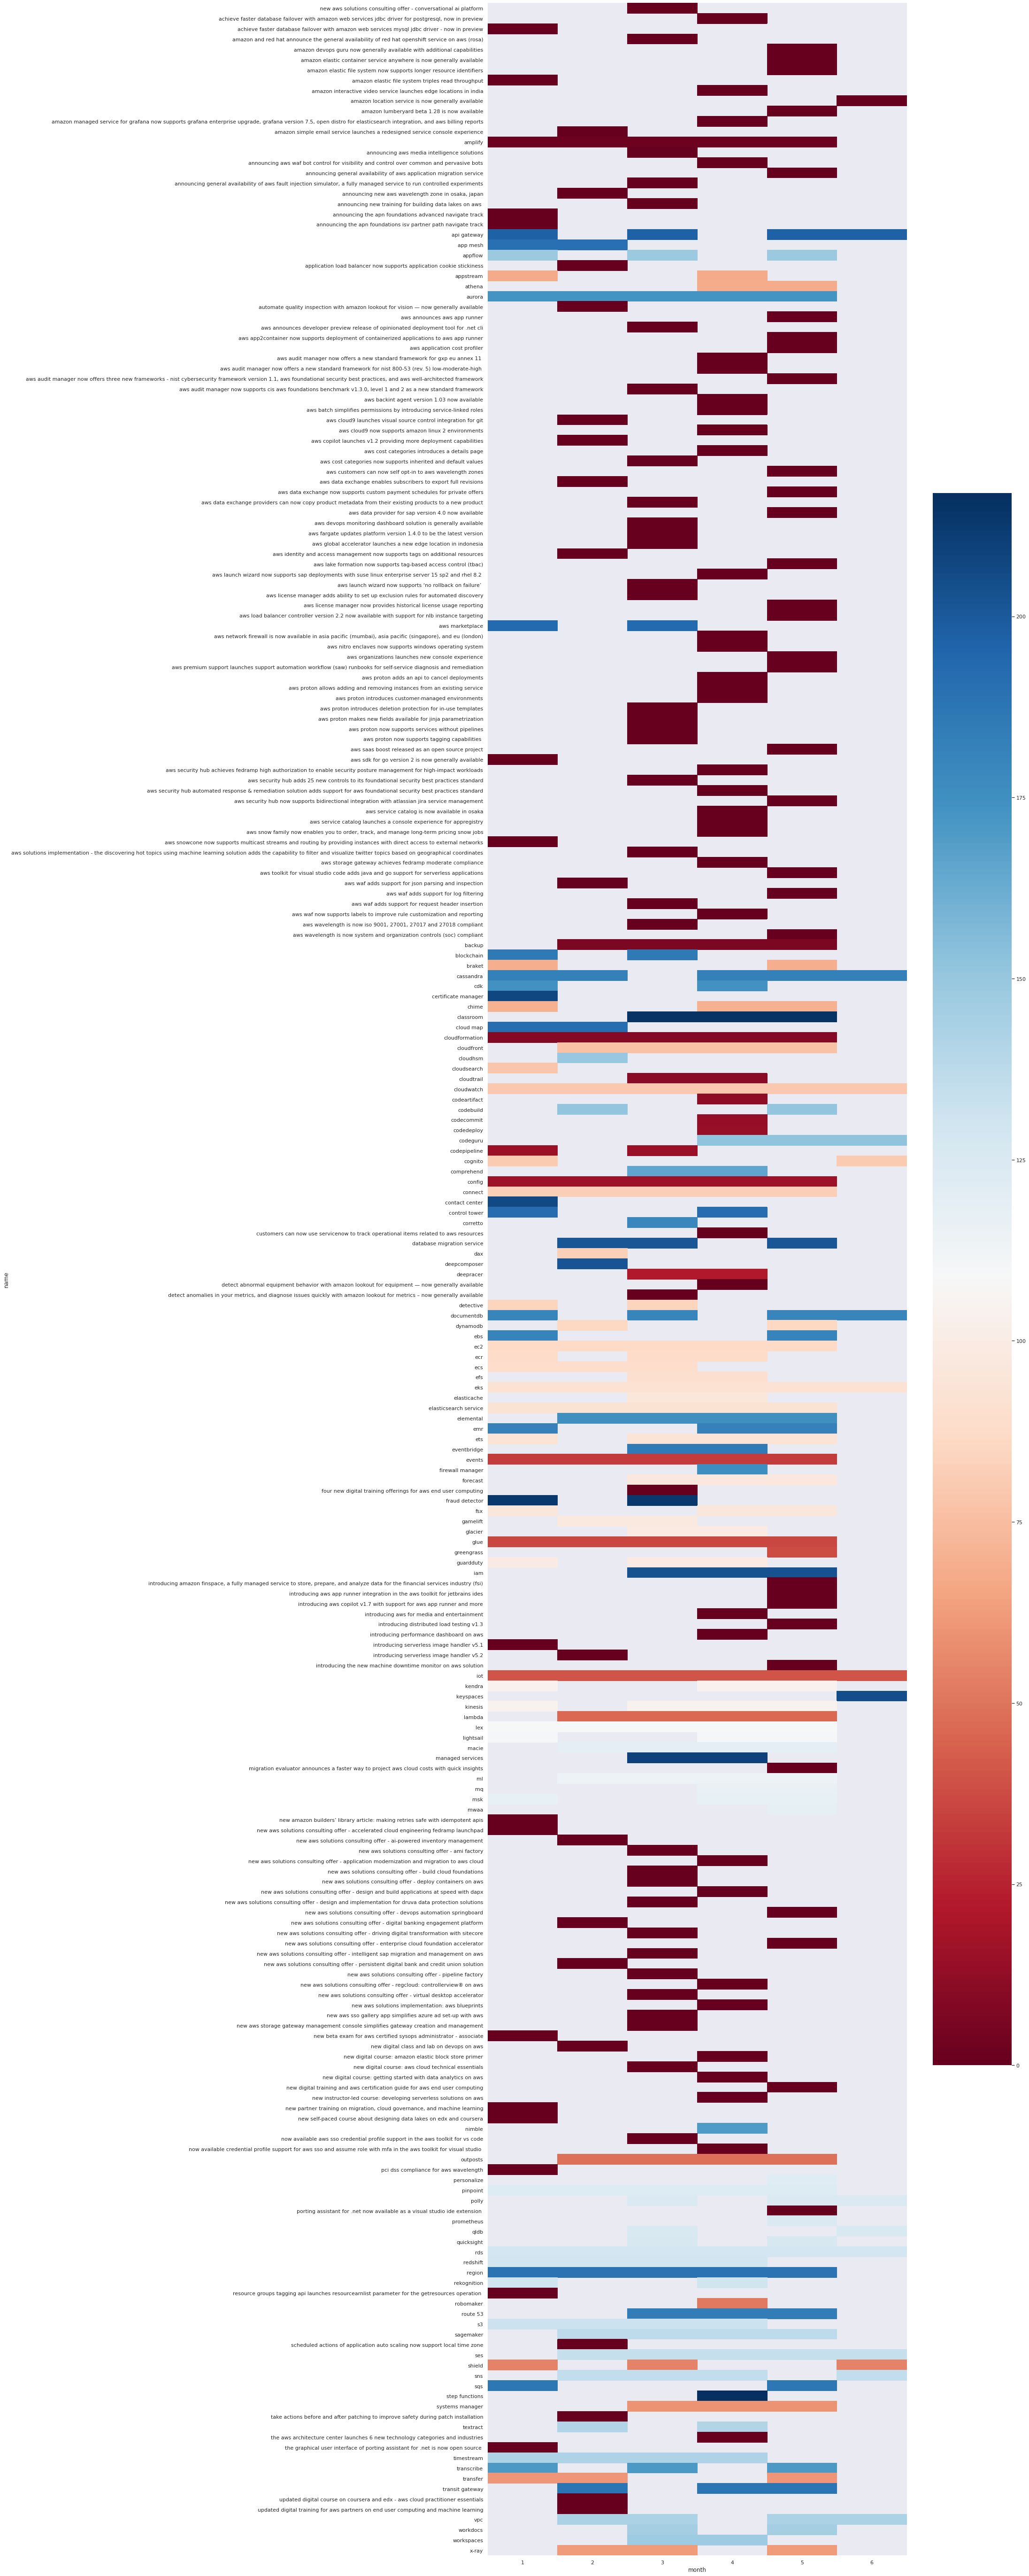 new aws solutions consulting offer - conversational ai platform
achieve faster database failover with amazon web services jdbc driver for postgresql, now in preview
achieve faster database failover with amazon web services mysql jdbc driver - now in preview
amazon and red hat announce the general availability of red hat openshift service on aws (rosa)
amazon devops guru now generally available with additional capabilities
amazon elastic container service anywhere is now generally available
amazon elastic file system now supports longer resource identifiers
amazon elastic file system triples read throughput
amazon interactive video service launches edge locations in india
amazon location service is now generally available
amazon lumberyard beta 1.28 is now available
amazon managed service for grafana now supports grafana enterprise upgrade, grafana version 7.5, open distro for elasticsearch integration, and aws billing reports
amazon simple email service launches a redesigned service console experience
amplify
announcing aws media intelligence solutions
announcing aws waf bot control for visibility and control over common and pervasive bots
announcing general availability of aws application migration service
announcing general availability of aws fault injection simulator, a fully managed service to run controlled experiments
announcing new aws wavelength zone in osaka, japan
announcing new training for building data lakes on aws
announcing the apn foundations advanced navigate track
announcing the apn foundations isv partner path navigate track
api gateway
app mesh
appflow
application load balancer now supports application cookie stickiness
appstream
athena
aurora
automate quality inspection with amazon lookout for vision — now generally available
aws announces aws app runner
aws announces developer preview release of opinionated deployment tool for .net cli
aws app2container now supports deployment of containerized applications to aws app runner
aws application cost profiler
aws audit manager now offers a new standard framework for gxp eu annex 11
aws audit manager now offers a new standard framework for nist 800-53 (rev. 5) low-moderate-high
aws audit manager now offers three new frameworks - nist cybersecurity framework version 1.1, aws foundational security best practices, and aws well-architected framework
aws audit manager now supports cis aws foundations benchmark v1.3.0, level 1 and 2 as a new standard framework
aws backint agent version 1.03 now available
aws batch simplifies permissions by introducing service-linked roles
aws cloud9 launches visual source control integration for git
aws cloud9 now supports amazon linux 2 environments
aws copilot launches v1.2 providing more deployment capabilities
aws cost categories introduces a details page
aws cost categories now supports inherited and default values
aws customers can now self opt-in to aws wavelength zones
aws data exchange enables subscribers to export full revisions
aws data exchange now supports custom payment schedules for private offers
aws data exchange providers can now copy product metadata from their existing products to a new product
aws data provider for sap version 4.0 now available
aws devops monitoring dashboard solution is generally available
aws fargate updates platform version 1.4.0 to be the latest version
aws global accelerator launches a new edge location in indonesia
aws identity and access management now supports tags on additional resources
aws lake formation now supports tag-based access control (tbac)
aws launch wizard now supports sap deployments with suse linux enterprise server 15 sp2 and rhel 8.2
aws launch wizard now supports 'no rollback on failure'
aws license manager adds ability to set up exclusion rules for automated discovery
aws license manager now provides historical license usage reporting
aws load balancer controller version 2.2 now available with support for nlb instance targeting
aws marketplace
aws network firewall is now available in asia pacific (mumbai), asia pacific (singapore), and eu (london)
aws nitro enclaves now supports windows operating system
aws organizations launches new console experience
aws premium support launches support automation workflow (saw) runbooks for self-service diagnosis and remediation
aws proton adds an api to cancel deployments
aws proton allows adding and removing instances from an existing service
aws proton introduces customer-managed environments
aws proton introduces deletion protection for in-use templates
aws proton makes new fields available for jinja parametrization
aws proton now supports services without pipelines
aws proton now supports tagging capabilities
aws saas boost released as an open source project
aws sdk for go version 2 is now generally available
aws security hub achieves fedramp high authorization to enable security posture management for high-impact workloads
aws security hub adds 25 new controls to its foundational security best practices standard
aws security hub automated response & remediation solution adds support for aws foundational security best practices standard
aws security hub now supports bidirectional integration with atlassian jira service management
aws service catalog is now available in osaka
aws service catalog launches a console experience for appregistry
aws snow family now enables you to order, track, and manage long-term pricing snow jobs
aws snowcone now supports multicast streams and routing by providing instances with direct access to external networks
aws solutions implementation - the discovering hot topics using machine learning solution adds the capability to filter and visualize twitter topics based on geographical coordinates
aws storage gateway achieves fedramp moderate compliance
aws toolkit for visual studio code adds java and go support for serverless applications
aws waf adds support for json parsing and inspection
aws waf adds support for log filtering
aws waf adds support for request header insertion
aws waf now supports labels to improve rule customization and reporting
aws wavelength is now iso 9001, 27001, 27017 and 27018 compliant
aws wavelength is now system and organization controls (soc) compliant
backup
blockchain
braket
cassandra
cdk
certificate manager
chime
classroom
cloud map
cloudformation
cloudfront
cloudhsm
cloudsearch
cloudtrail
cloudwatch
codeartifact
codebuild
codecommit
codedeploy
codeguru
codepipeline
cognito
comprehend
config
connect
contact center
control tower
corretto
customers can now use servicenow to track operational items related to aws resources
database migration service
dax
deepcomposer
deepracer
detect abnormal equipment behavior with amazon lookout for equipment — now generally available
detect anomalies in your metrics, and diagnose issues quickly with amazon lookout for metrics – now generally available
detective
documentdb
dynamodb
ebs
ec2
ecr
ecs
efs
eks
elasticache
elasticsearch service
elemental
emr
ets
eventbridge
events
firewall manager
forecast
four new digital training offerings for aws end user computing
fraud detector
fsx
gamelift
glacier
glue
greengrass
guardduty
iam
introducing amazon finspace, a fully managed service to store, prepare, and analyze data for the financial services industry (fsi)
introducing aws app runner integration in the aws toolkit for jetbrains ides
introducing aws copilot v1.7 with support for aws app runner and more
introducing aws for media and entertainment
introducing distributed load testing v1.3
introducing performance dashboard on aws
introducing serverless image handler v5.1
introducing serverless image handler v5.2
introducing the new machine downtime monitor on aws solution
iot
kendra
keyspaces
kinesis
lambda
lex
lightsail
macie
managed services
migration evaluator announces a faster way to project aws cloud costs with quick insights
ml
mq
msk
mwaa
new amazon builders' library article: making retries safe with idempotent apis
new aws solutions consulting offer - accelerated cloud engineering fedramp launchpad
new aws solutions consulting offer - ai-powered inventory management
new aws solutions consulting offer - ami factory
new aws solutions consulting offer - application modernization and migration to aws cloud
new aws solutions consulting offer - build cloud foundations
new aws solutions consulting offer - deploy containers on aws
new aws solutions consulting offer - design and build applications at speed with dapx
new aws solutions consulting offer - design and implementation for druva data protection solutions
new aws solutions consulting offer - devops automation springboard
new aws solutions consulting offer - digital banking engagement platform
new aws solutions consulting offer - driving digital transformation with sitecore
new aws solutions consulting offer - enterprise cloud foundation accelerator
new aws solutions consulting offer - intelligent sap migration and management on aws
new aws solutions consulting offer - persistent digital bank and credit union solution
new aws solutions consulting offer - pipeline factory
new aws solutions consulting offer - regcloud: controllerview® on aws
new aws solutions consulting offer - virtual desktop accelerator
new aws solutions implementation: aws blueprints
new aws sso gallery app simplifies azure ad set-up with aws
new aws storage gateway management console simplifies gateway creation and management
new beta exam for aws certified sysops administrator - associate
new digital class and lab on devops on aws
new digital course: amazon elastic block store primer
new digital course: aws cloud technical essentials
new digital course: getting started with data analytics on aws
new digital training and aws certification guide for aws end user computing
new instructor-led course: developing serverless solutions on aws
new partner training on migration, cloud governance, and machine learning
new self-paced course about designing data lakes on edx and coursera
nimble
now available aws sso credential profile support in the aws toolkit for vs code
now available credential profile support for aws sso and assume role with mfa in the aws toolkit for visual studio
outposts
pci dss compliance for aws wavelength
personalize
pinpoint
polly
porting assistant for .net now available as a visual studio ide extension
prometheus
qldb
quicksight
rds
redshift
region
rekognition
resource groups tagging api launches resourcearnlist parameter for the getresources operation
robomaker
route 53
s3
sagemaker
scheduled actions of application auto scaling now support local time zone
ses
shield
sns
sqs
step functions
systems manager
take actions before and after patching to improve safety during patch installation
textract
the aws architecture center launches 6 new technology categories and industries
the graphical user interface of porting assistant for .net is now open source
timestream
transcribe
transfer
transit gateway
updated digital course on coursera and edx - aws cloud practitioner essentials
updated digital training for aws partners on end user computing and machine learning
vpc
workdocs
workspaces
x-ray
name
1 2 3 4 5 6
month
200
175
150
125
100
75
50
25
0